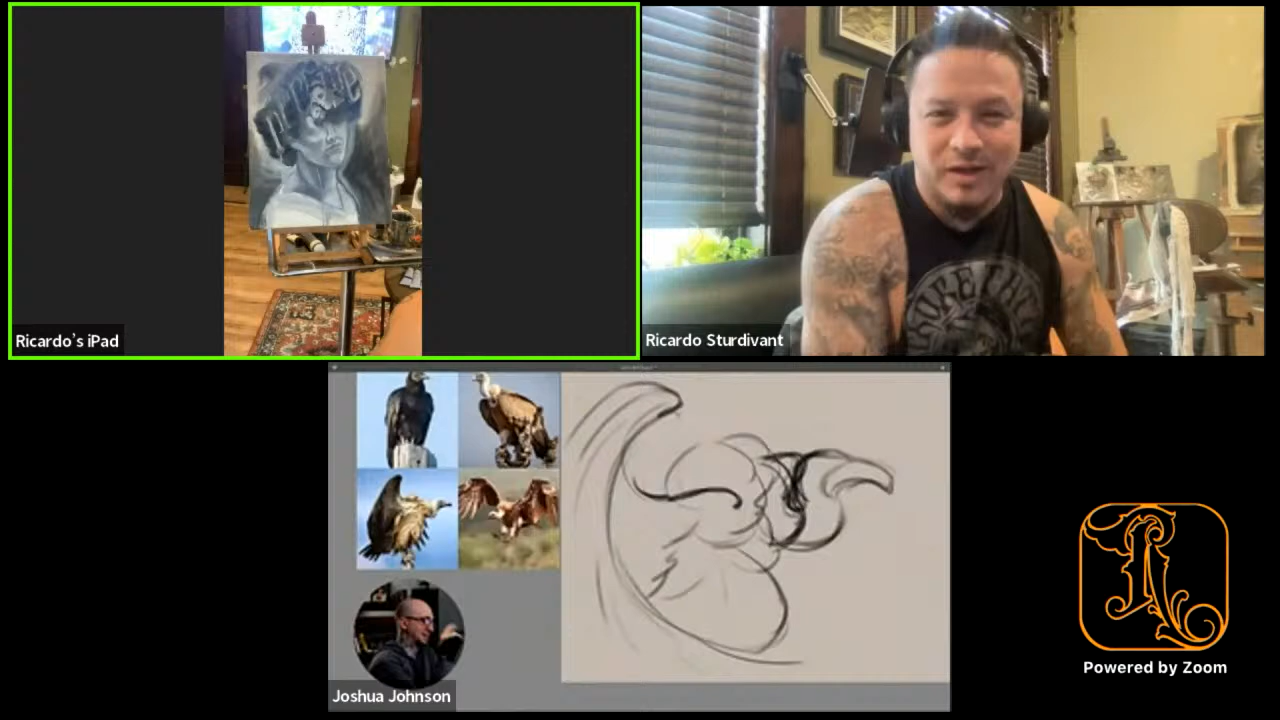 Ricardo's iPad
Ricardo Sturdivant
Joshua Johnson
Powered by Zoom